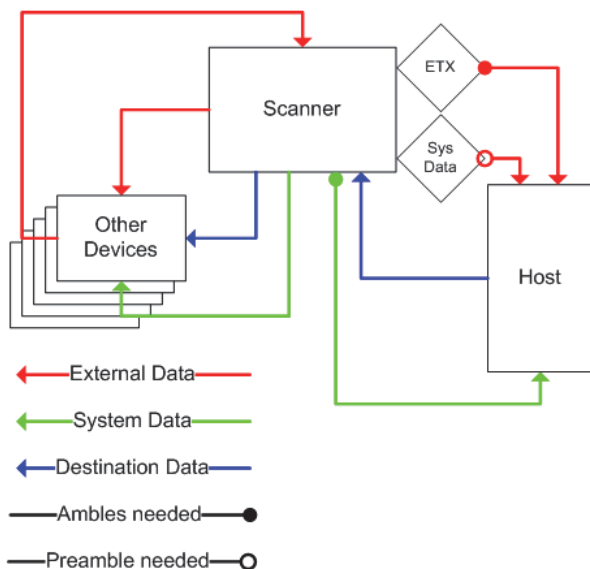 ETX
Scanner
Sys
Data
Other
Devices
Host
External Data
System Data
Destination Data
Ambles needed
Preamble needed